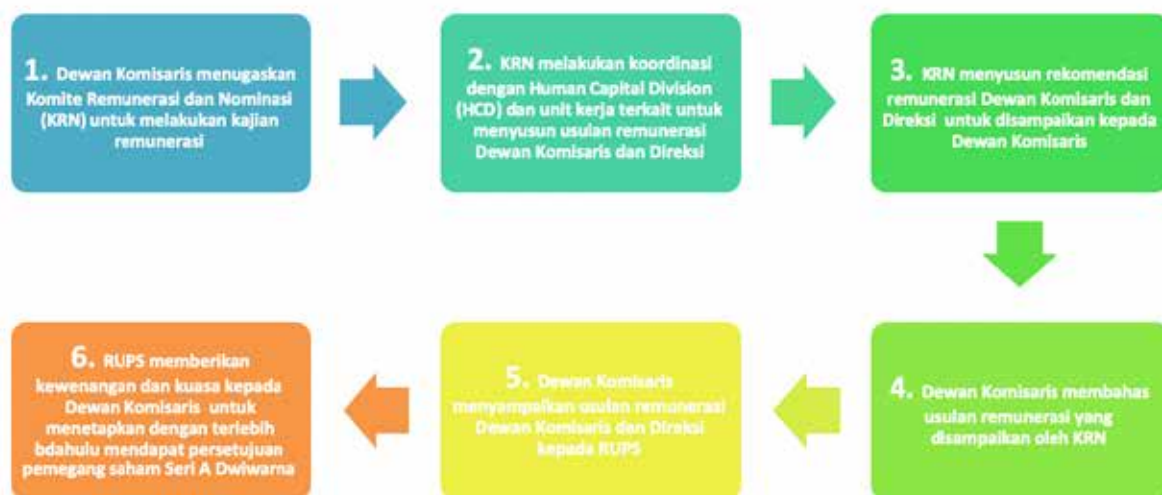 1. Dewan Komisaris menugaskan
Komite Remunerasi dan Nominasi
(KRN) untuk melakukan kajian
remunerasi
2. KRN melakukan koordinasi
dengan Human Capital Division
(HCD) dan unit kerja terkait untuk
menyusun usulan remunerasi
Dewan Komisaris dan Direksi
3. KRN menyusun rekomendasi
remunerasi Dewan Komisaris dan
Direksi untuk disampaikan kepada
Dewan Komisaris
4. Dewan Komisaris membahas
usulan remunerasi yang
disampaikan oleh KRN
5. Dewan Komisaris
menyampaikan usulan remunerasi
Dewan Komisaris dan Direksi
kepada RUPS
6. RUPS memberikan
kewenangan dan kuasa kepada
Dewan Komisaris untuk
menetapkan dengan terlebih
bdahulu mendapat persetujuan
pemegang saham Seri A Dwiwarna